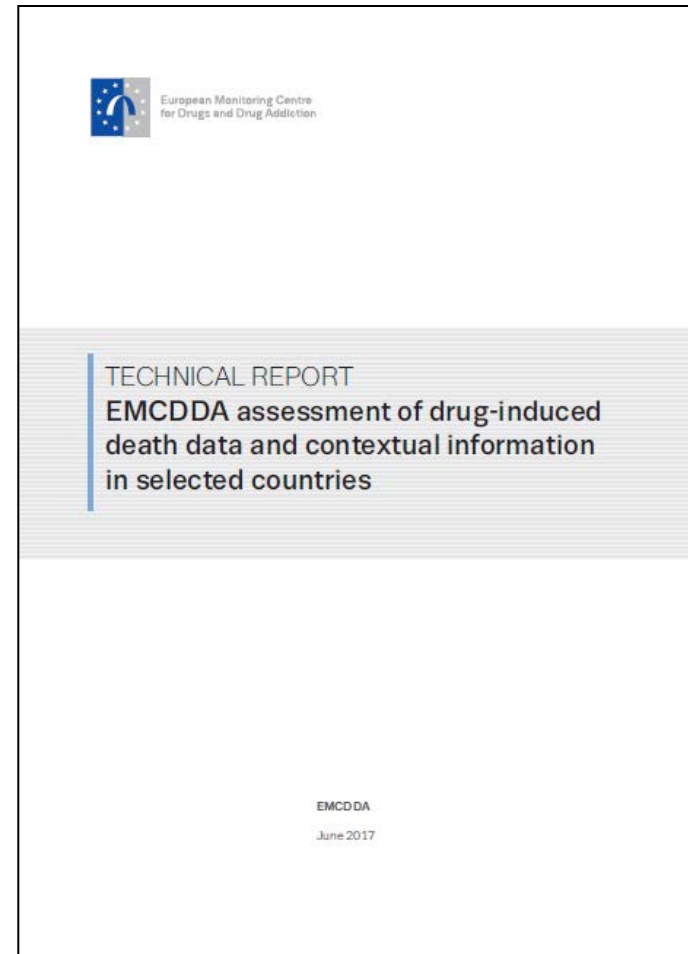 European Monitoring Centre
for Drugs and Drug Addiction
TECHNICAL REPORT
EMCDDA assessment of drug-induced
death data and contextual information
in selected countries
EMCDDA
June 2017